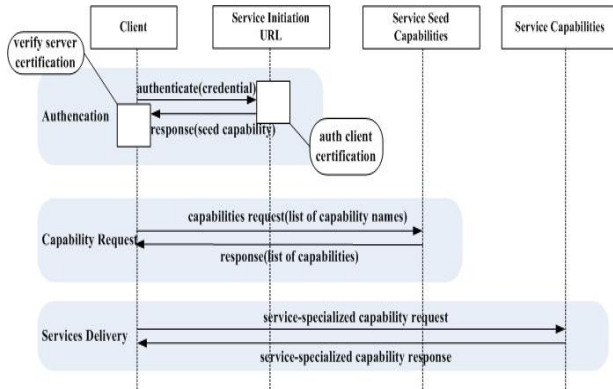 Client
Service Initiation
URL
Service Seed
Capabilities
Service Capabilities
verify server
certification
authenticate(credential)
Authencation
response(seed capability)
auth client
certification
capabilities request(list of capability names)
Capability Request
response(list of capabilities)
service-specialized capability request
Services Delivery
service-specialized capability response